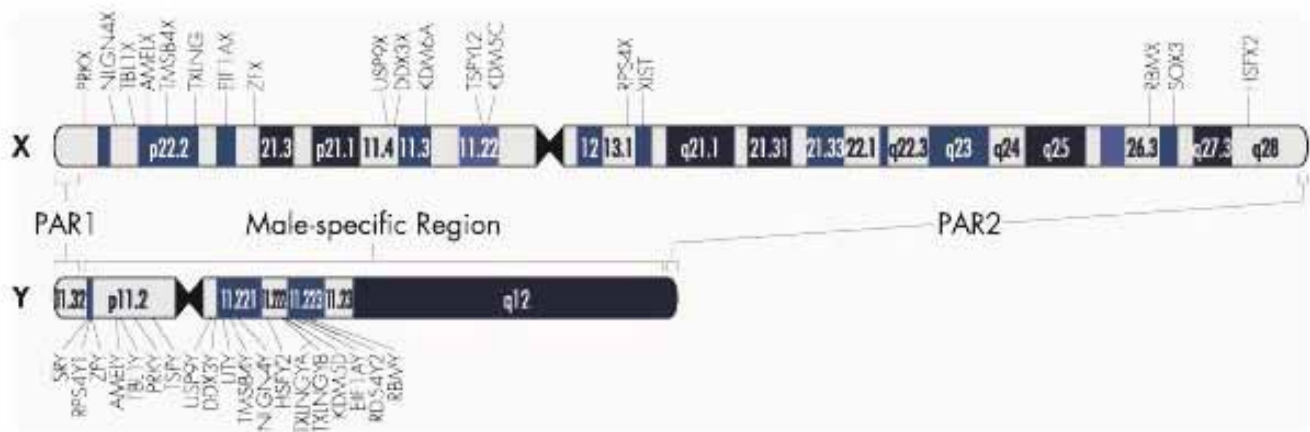 PRKX NLGN4X TBL1X AMELX TMSB4X TXLNG EIF1AX ZFX USP9X DDX3X KDM6A TSPYL2 KDM5C RPS4X XIST RBMX SOX3 HSFX2
X p22.2 21.3 p21.1 11.4 11.3 11.22 12 13.1 q21.1 21.31 21.33 22.1 q22.3 q23 q24 q25 26.3 q27.3 q28
PAR1 Male-specific Region PAR2
Y 11.32 p11.2 11.221 11.222 11.223 11.23 q12
SRY RPS4Y1 ZFY AMELY TBL1Y PRKY TSPY USP9Y DDX3Y UTY TMSB4Y NLGN4Y HSFY2 TXLNGYA TXLNGYB KDM5D EIF1AY RPS4Y2 RBMY